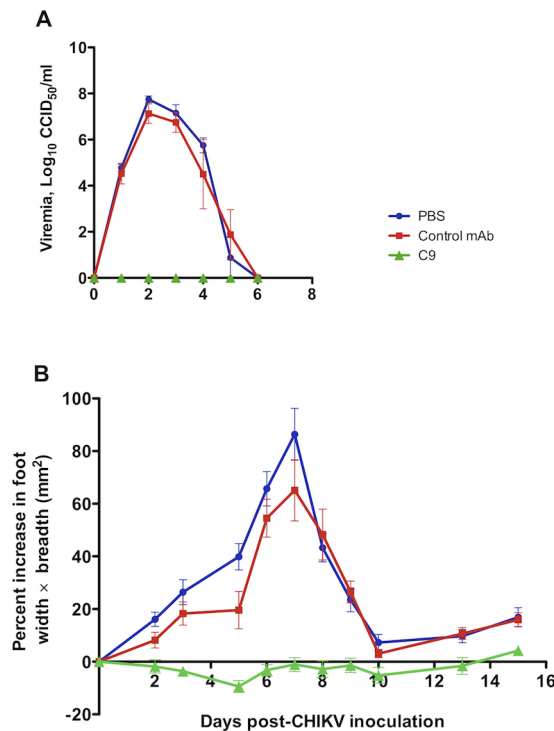 A
10
8
6
4
2
0
Viremia, Log10 CCID50/ml
0 2 4 6 8
PBS
Control mAb
C9
B
100
80
60
40
20
0
-20
Percent increase in foot
width × breadth (mm²)
2 4 6 8 10 12 14 16
Days post-CHIKV inoculation